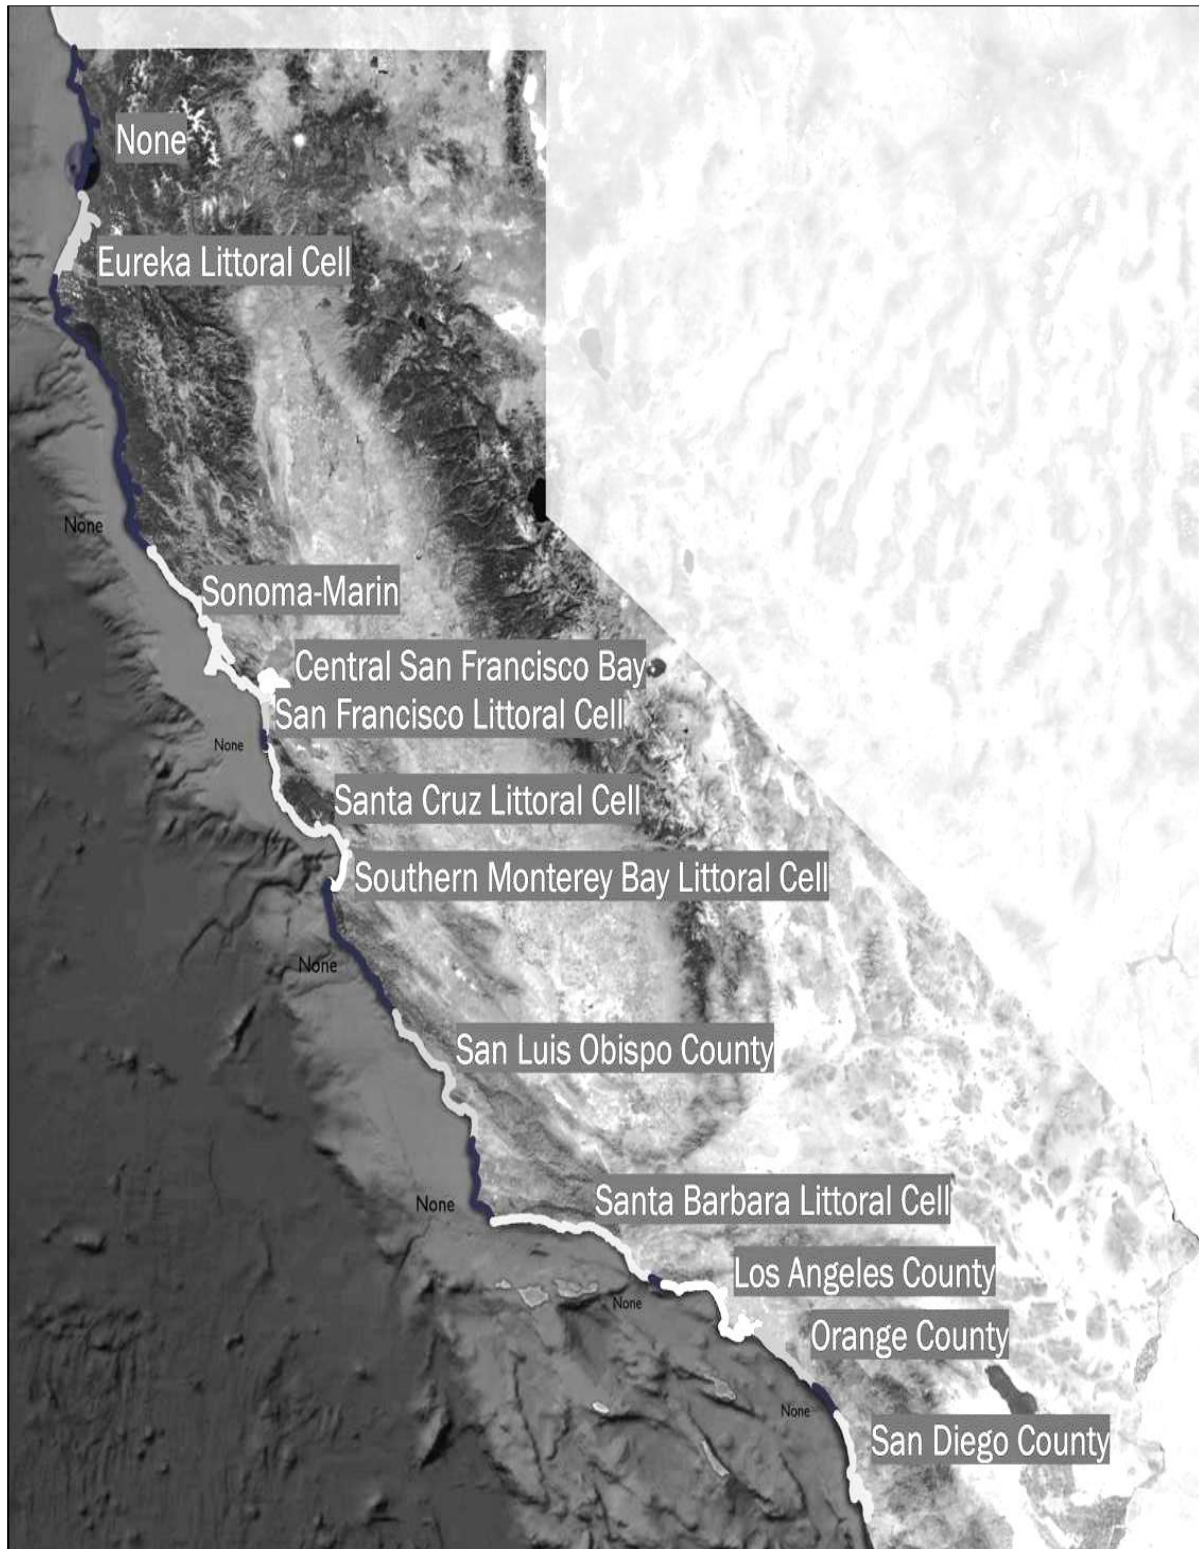 None
Eureka Littoral Cell
None
Sonoma-Marin
Central San Francisco Bay
San Francisco Littoral Cell
None
Santa Cruz Littoral Cell
Southern Monterey Bay Littoral Cell
None
San Luis Obispo County
Santa Barbara Littoral Cell
None
Los Angeles County
None
Orange County
None
San Diego County